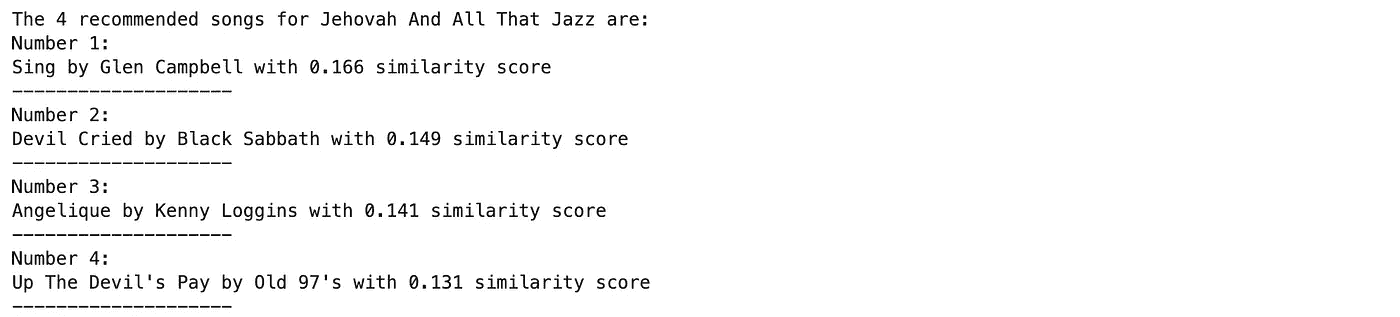 The 4 recommended songs for Jehovah And All That Jazz are:
Number 1:
Sing by Glen Campbell with 0.166 similarity score
--------------------
Number 2:
Devil Cried by Black Sabbath with 0.149 similarity score
--------------------
Number 3:
Angelique by Kenny Loggins with 0.141 similarity score
--------------------
Number 4:
Up The Devil's Pay by Old 97's with 0.131 similarity score
--------------------